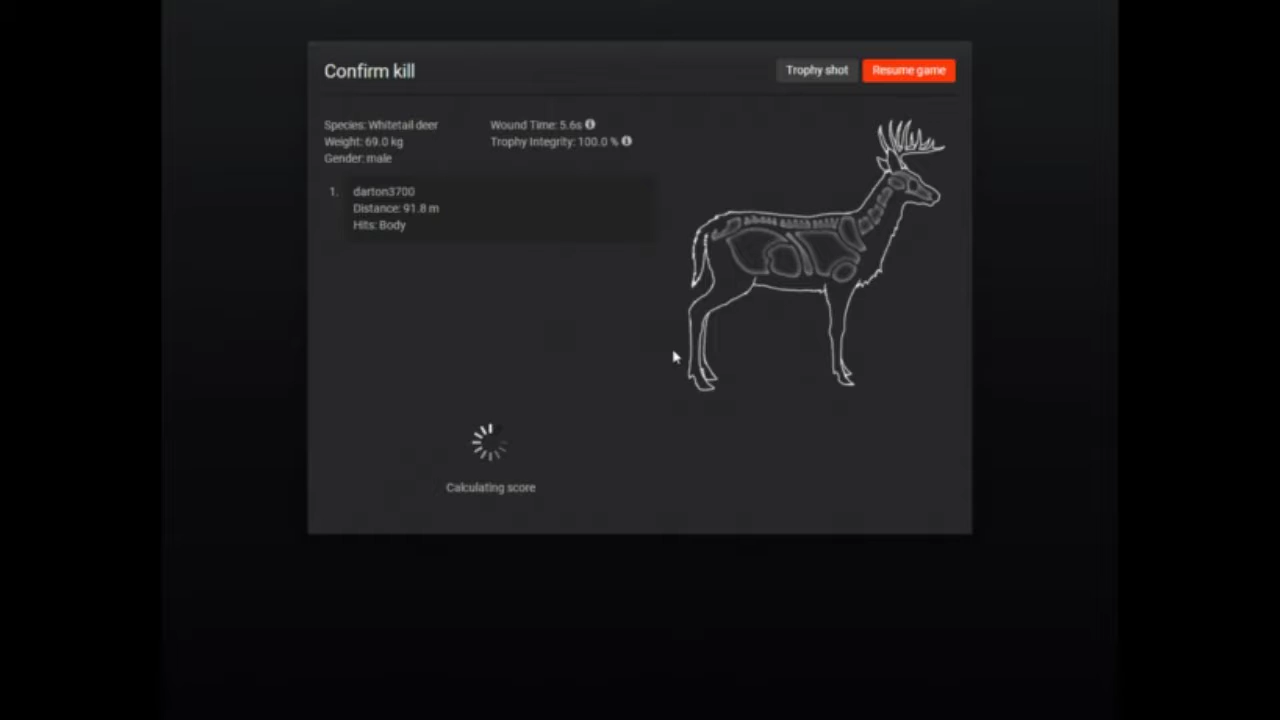 Confirm kill
Trophy shot
Resume game
Species: Whitetail deer
Weight: 69.0 kg
Gender: male
Wound Time: 5.6s
Trophy Integrity: 100.0 %
1. darton3700
Distance: 91.8 m
Hits: Body
Calculating score